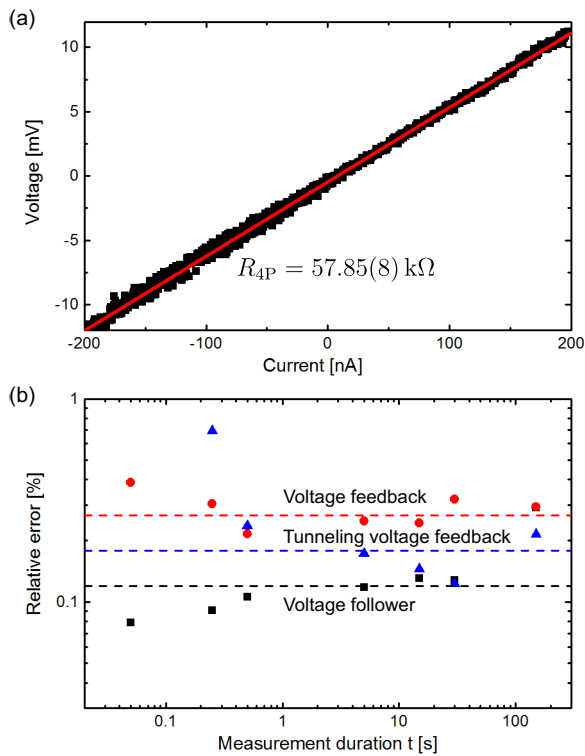 (a)
10
5
0
-5
-10
Voltage [mV]
R4P = 57.85(8) kΩ
-200
-100
0
100
200
Current [nA]
(b)
1
0.1
Relative error [%]
Voltage feedback
Tunneling voltage feedback
Voltage follower
0.1
1
10
100
Measurement duration t [s]